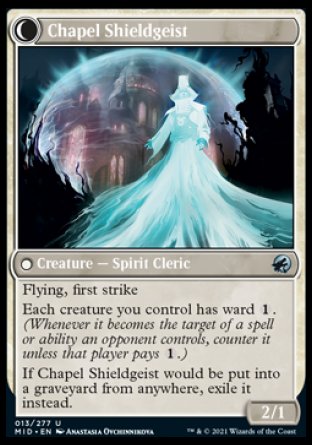 Chapel Shieldgeist
Creature — Spirit Cleric
Flying, first strike
Each creature you control has ward 1.
(Whenever it becomes the target of a spell
or ability an opponent controls, counter it
unless that player pays 1.)
If Chapel Shieldgeist would be put into
a graveyard from anywhere, exile it
instead.
2/1
013/277 U
MID • EN Anastasia Ovchinnikova
™ & © 2021 Wizards of the Coast